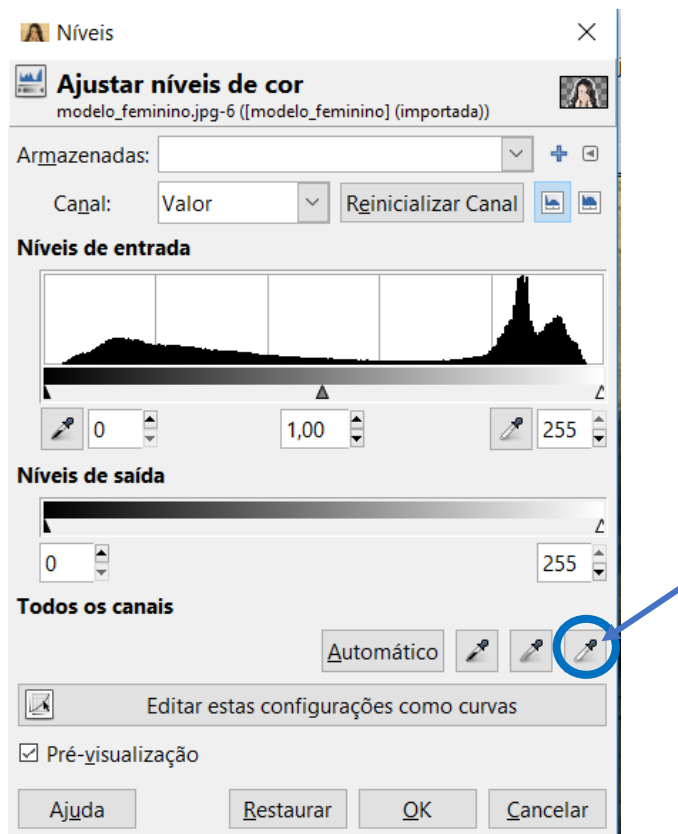 Níveis
Ajustar níveis de cor
modelo_feminino.jpg-6 ([modelo_feminino] (importada))
Armazenadas:
Canal: Valor Reinicializar Canal
Níveis de entrada
0 1,00 255
Níveis de saída
0 255
Todos os canais
Automático
Editar estas configurações como curvas
Pré-visualização
Ajuda Restaurar OK Cancelar